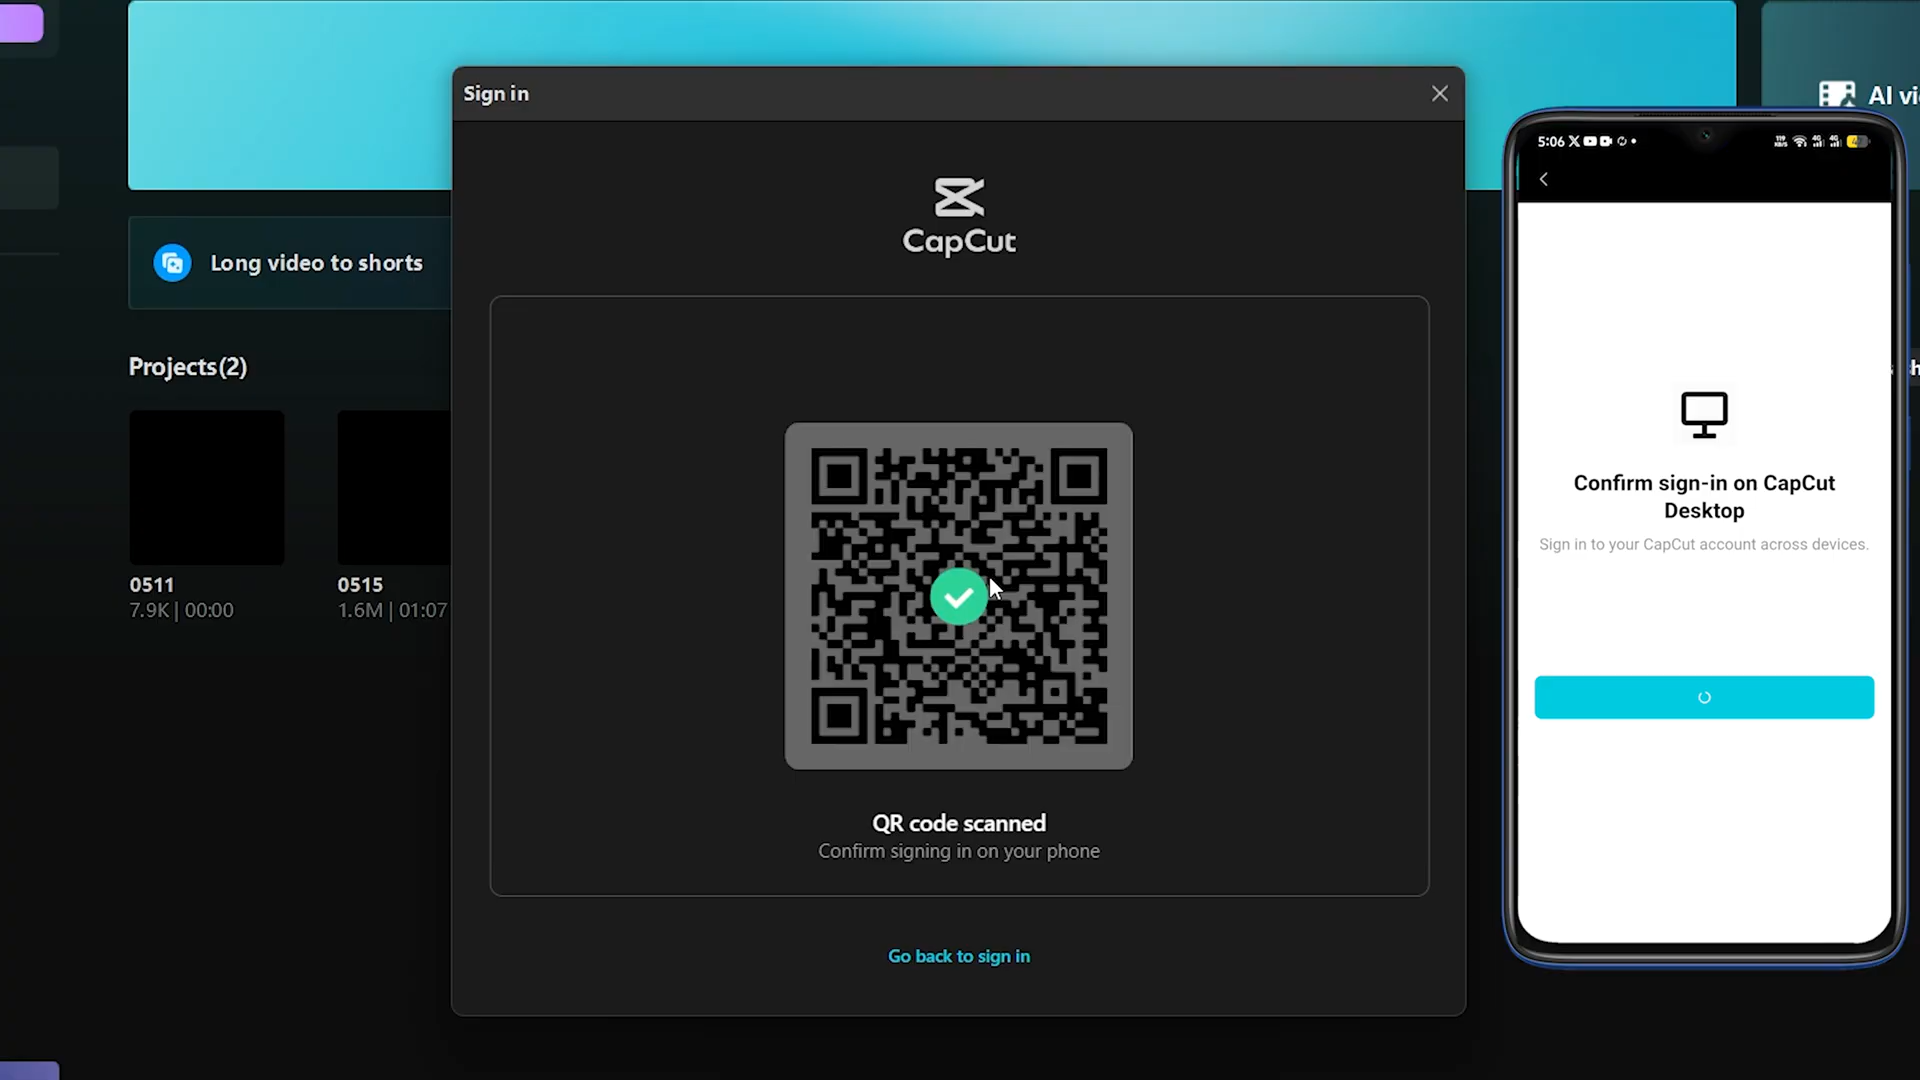 Sign in
CapCut
Long video to shorts
Projects(2)
0511
7.9K | 00:00
0515
1.6M | 01:07
QR code scanned
Confirm signing in on your phone
Go back to sign in
AI vi
5:06
Confirm sign-in on CapCut
Desktop
Sign in to your CapCut account across devices.